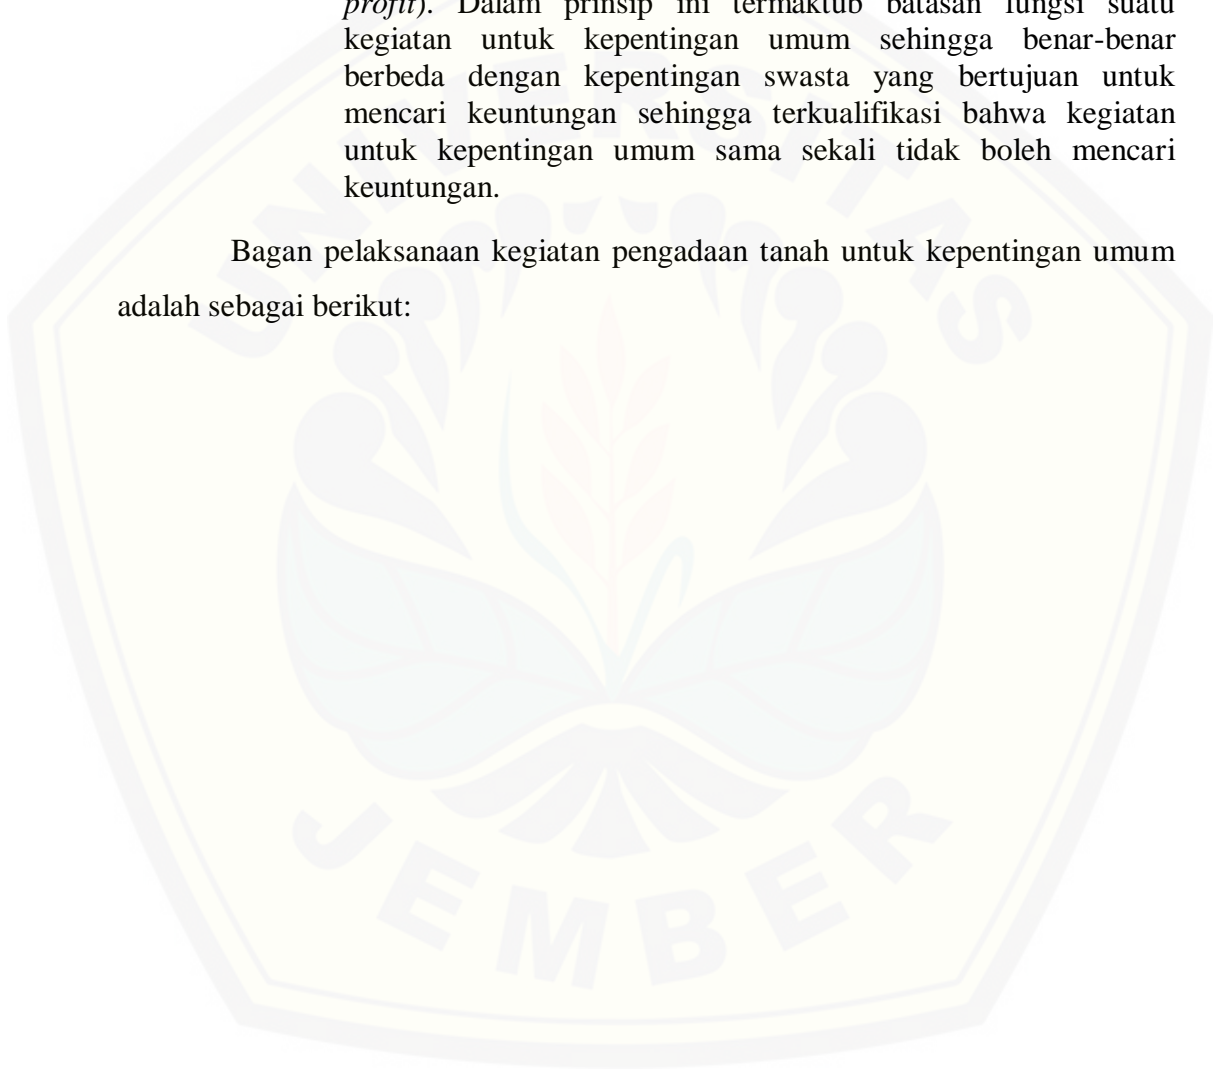 profit). Dalam prinsip ini termaktub batasan fungsi suatu
kegiatan untuk kepentingan umum sehingga benar-benar
berbeda dengan kepentingan swasta yang bertujuan untuk
mencari keuntungan sehingga terkualifikasi bahwa kegiatan
untuk kepentingan umum sama sekali tidak boleh mencari
keuntungan.
Bagan pelaksanaan kegiatan pengadaan tanah untuk kepentingan umum
adalah sebagai berikut:
UNIVERSITAS
JEMBER